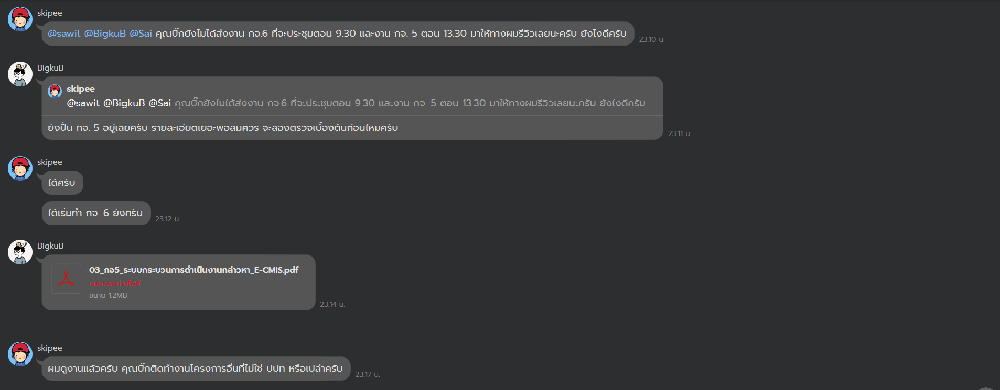 skipee
@sawit @BigkuB @Sai คุณบิ๊กยังไม่ได้ส่งงาน กจ.6 ที่จะประชุมตอน 9:30 และงาน กจ. 5 ตอน 13:30 มาให้ทางผมรีวิวเลยนะครับ ยังไงดีครับ
23.10 น.
BigkuB
skipee
@sawit @BigkuB @Sai คุณบิ๊กยังไม่ได้ส่งงาน กจ.6 ที่จะประชุมตอน 9:30 และงาน กจ. 5 ตอน 13:30 มาให้ทางผมรีวิวเลยนะครับ ยังไงดีครับ
ยังปั่น กจ. 5 อยู่เลยครับ รายละเอียดเยอะพอสมควร จะลองตรวจเบื้องต้นก่อนไหมครับ
23.11 น.
skipee
ได้ครับ
ได้เริ่มทำ กจ. 6 ยังครับ
23.12 น.
BigkuB
03_กจ5_ระบบกระบวนการดำเนินงานกล่าวหา_E-CMIS.pdf
หมดเวลาเก็บไฟล์
ขนาด 1.2MB
23.14 น.
skipee
ผมดูงานแล้วครับ คุณบิ๊กติดทำงานโครงการอื่นที่ไม่ใช่ ปปท หรือเปล่าครับ
23.17 น.